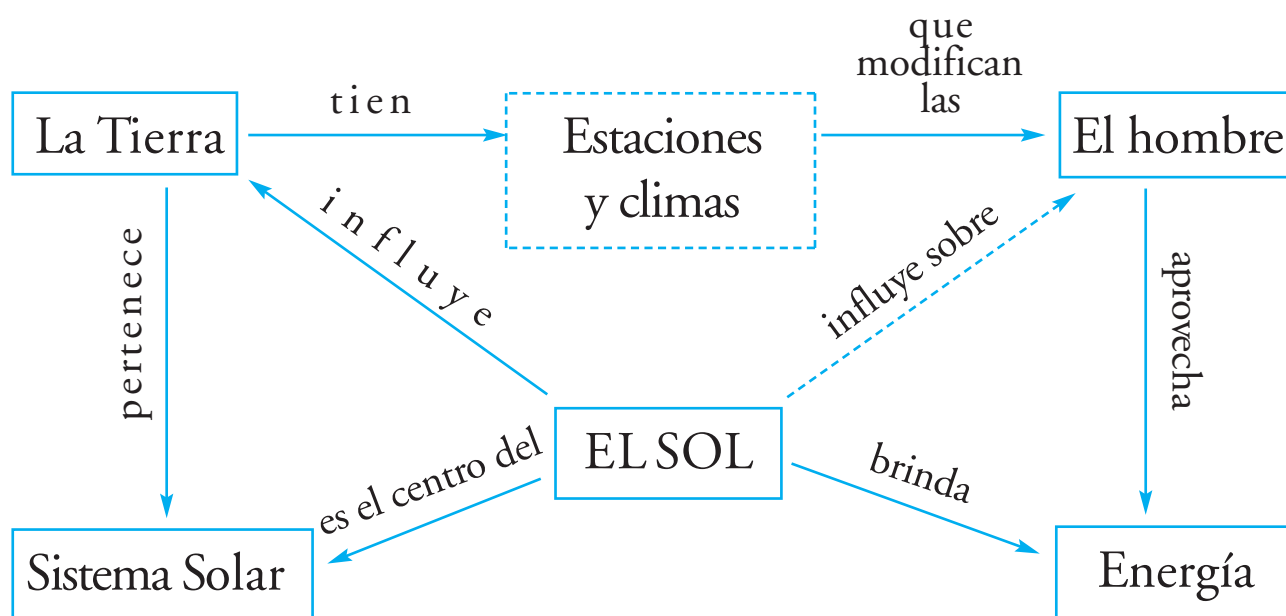 que
modifican
las
tien
La Tierra
Estaciones
y climas
El hombre
influye
influye sobre
pertenece
aprovecha
EL SOL
es el centro del
brinda
Sistema Solar
Energía